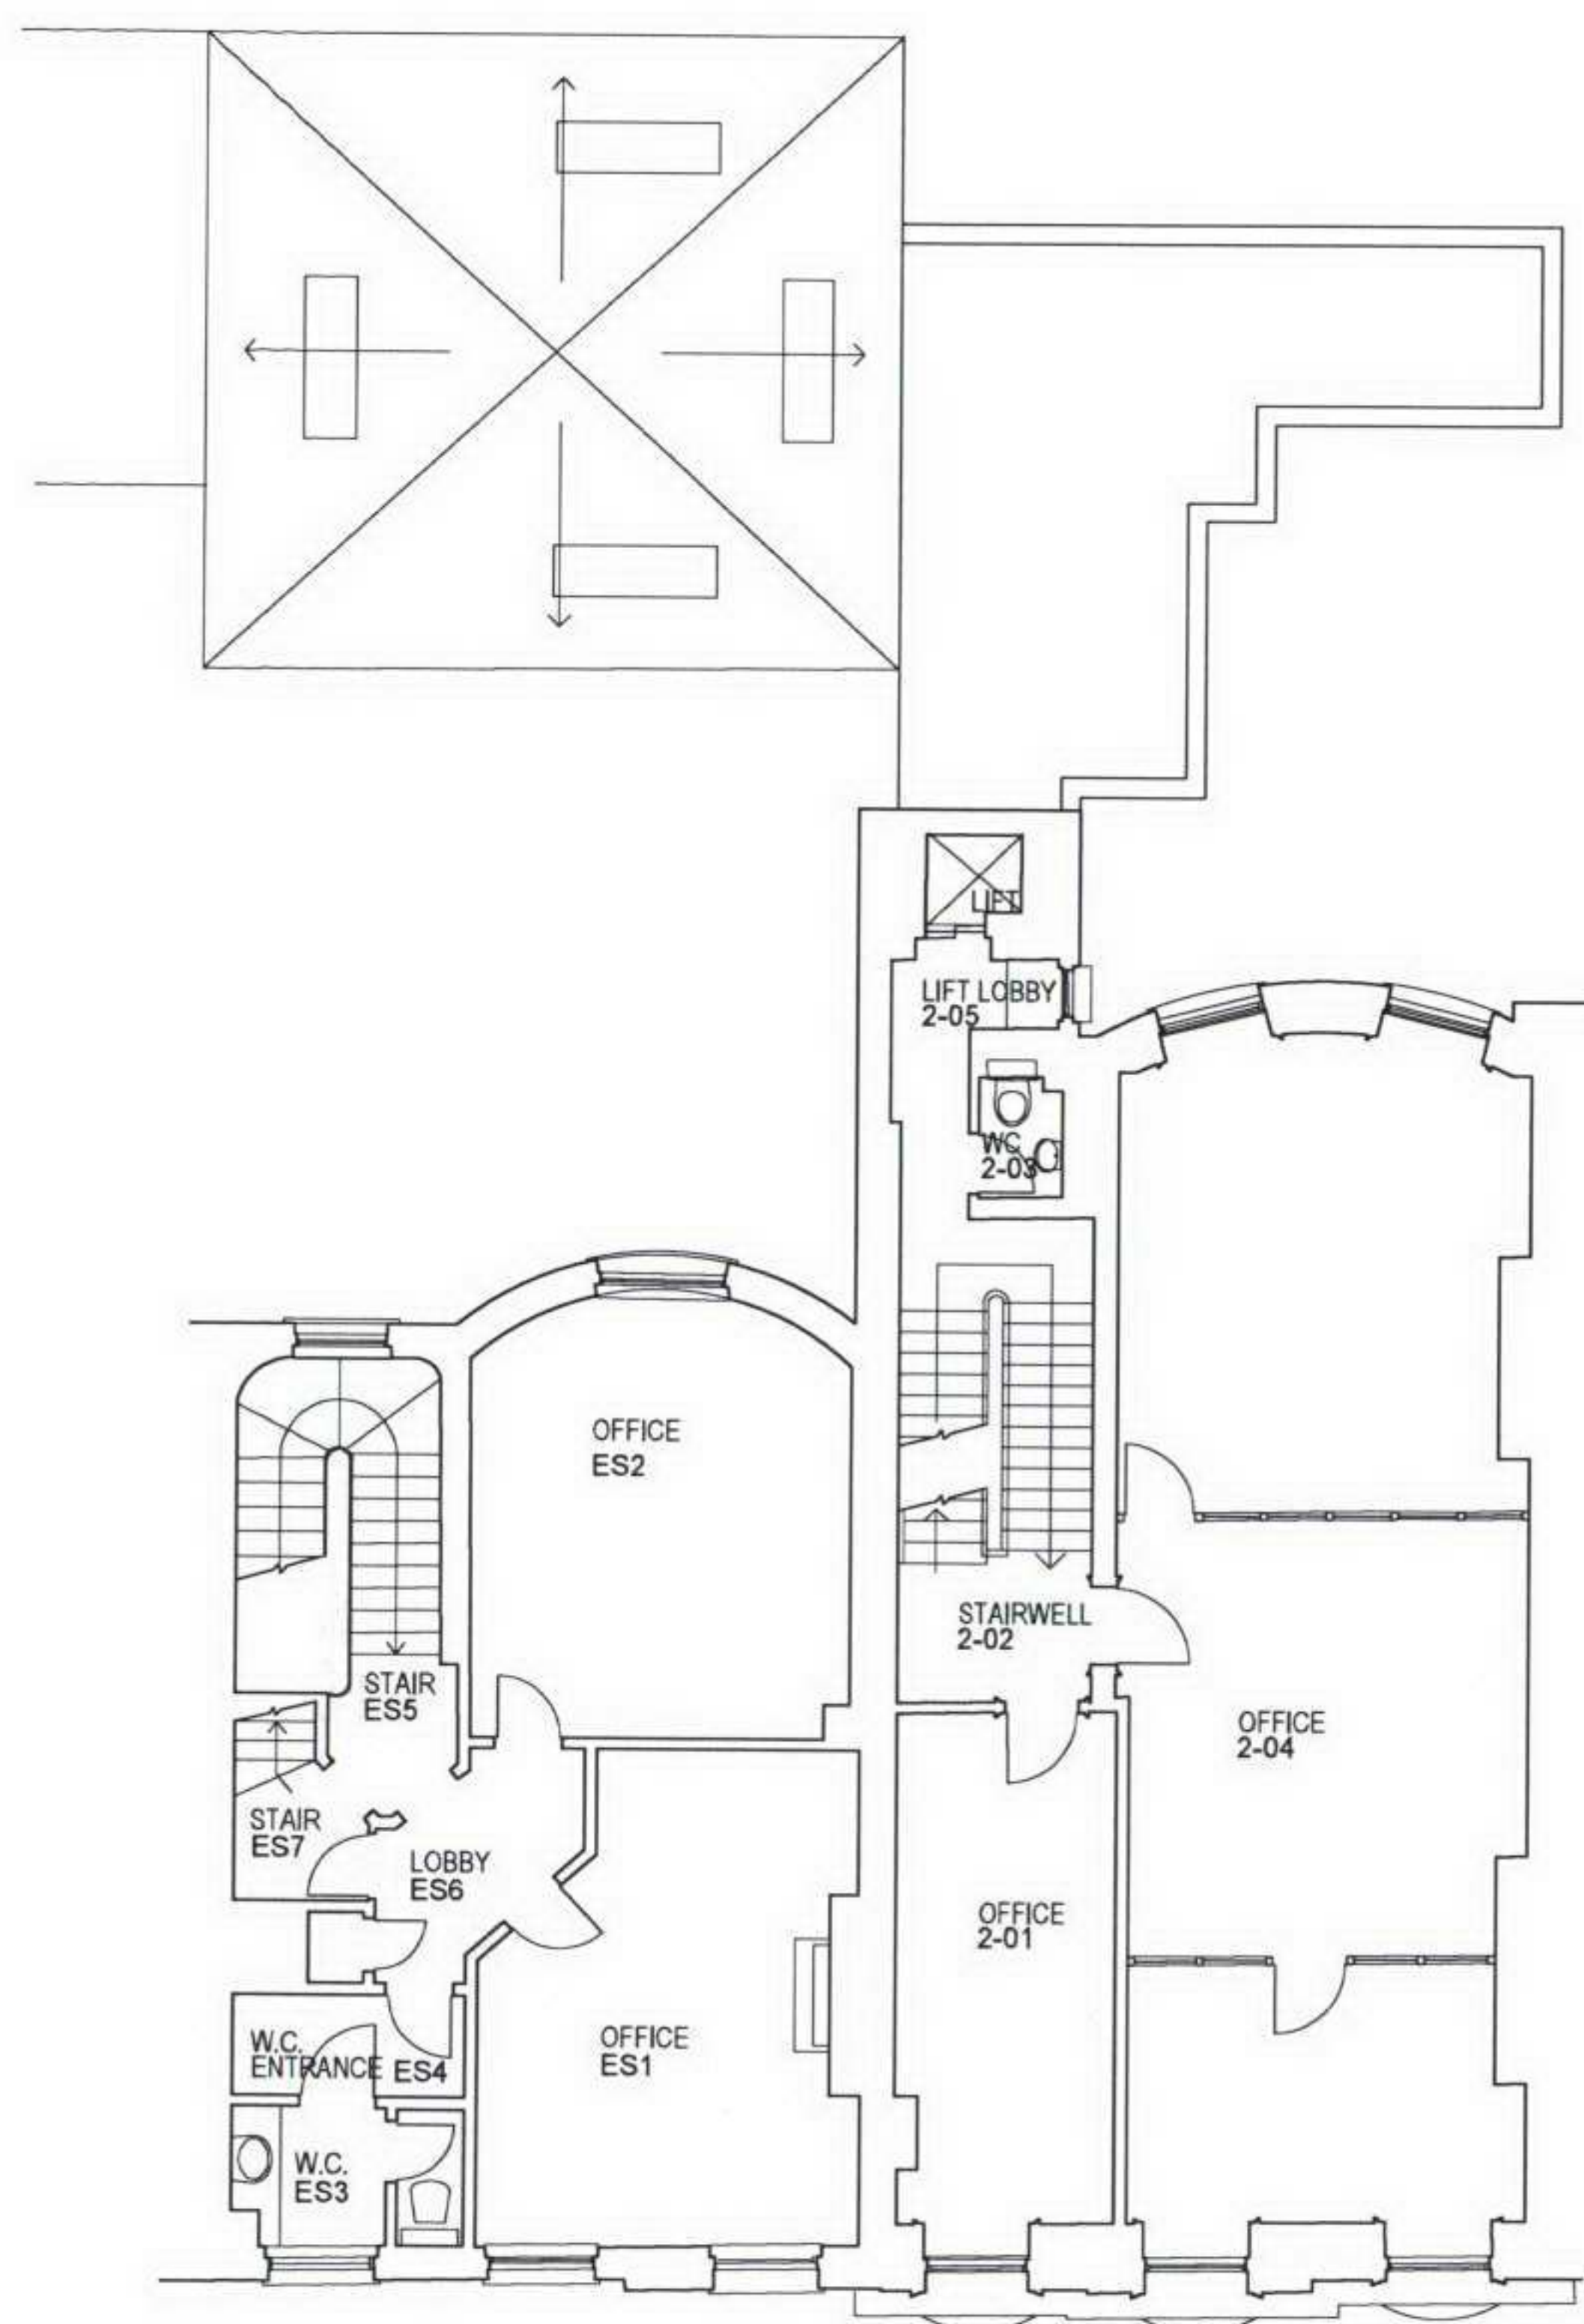 LIFT
LIFT LOBBY
2-05
WC
2-03
OFFICE
ES2
STAIRWELL
2-02
STAIR
ES5
OFFICE
2-04
STAIR
ES7
LOBBY
ES6
OFFICE
2-01
W.C.
ENTRANCE ES4
OFFICE
ES1
W.C.
ES3